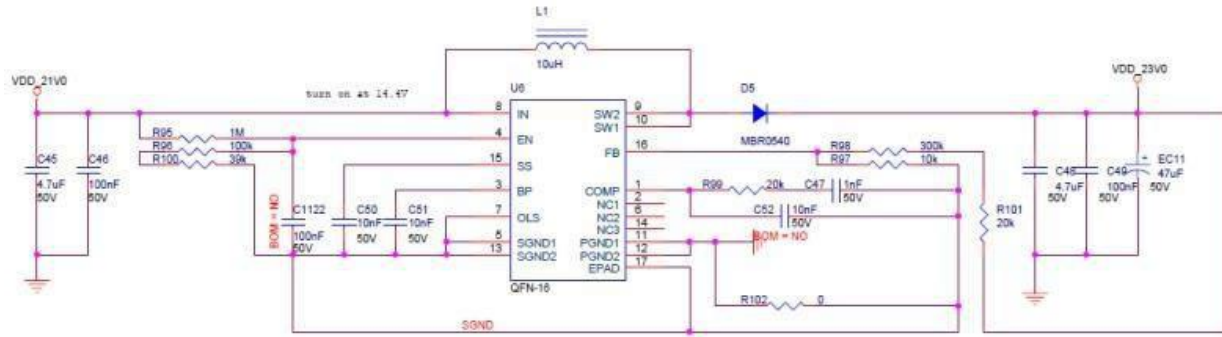 L1
10uH
VDD_21V0
turn on at 14.4V
U6
D5
VDD_23V0
8 IN SW2 9
SW1 10
4 EN
MBR0540
R95 1M
R96 100k
R100 39k
15 SS FB 16
R98 300k
R97 10k
C45
4.7uF
50V
C46
100nF
50V
3 BP COMP 1
R99 20k C47 1nF
50V
NC1 2
NC2 6
NC3 14
C52 10nF
50V
BOM = NO
7 OLS
C1122
100nF
50V
BOM = NO
C50
10nF
50V
C51
10nF
50V
5 SGND1 PGND1 11
13 SGND2 PGND2 12
EPAD 17
QFN-16
R101
20k
C48
4.7uF
50V
C49
100nF
50V
EC11
47uF
50V
+
R102 0
SGND